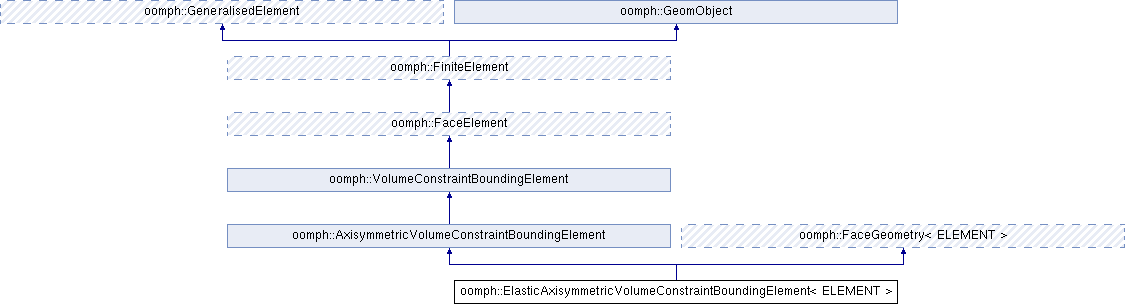 oomph::GeneralisedElement
oomph::GeomObject
oomph::FiniteElement
oomph::FaceElement
oomph::VolumeConstraintBoundingElement
oomph::AxisymmetricVolumeConstraintBoundingElement
oomph::FaceGeometry< ELEMENT >
oomph::ElasticAxisymmetricVolumeConstraintBoundingElement< ELEMENT >